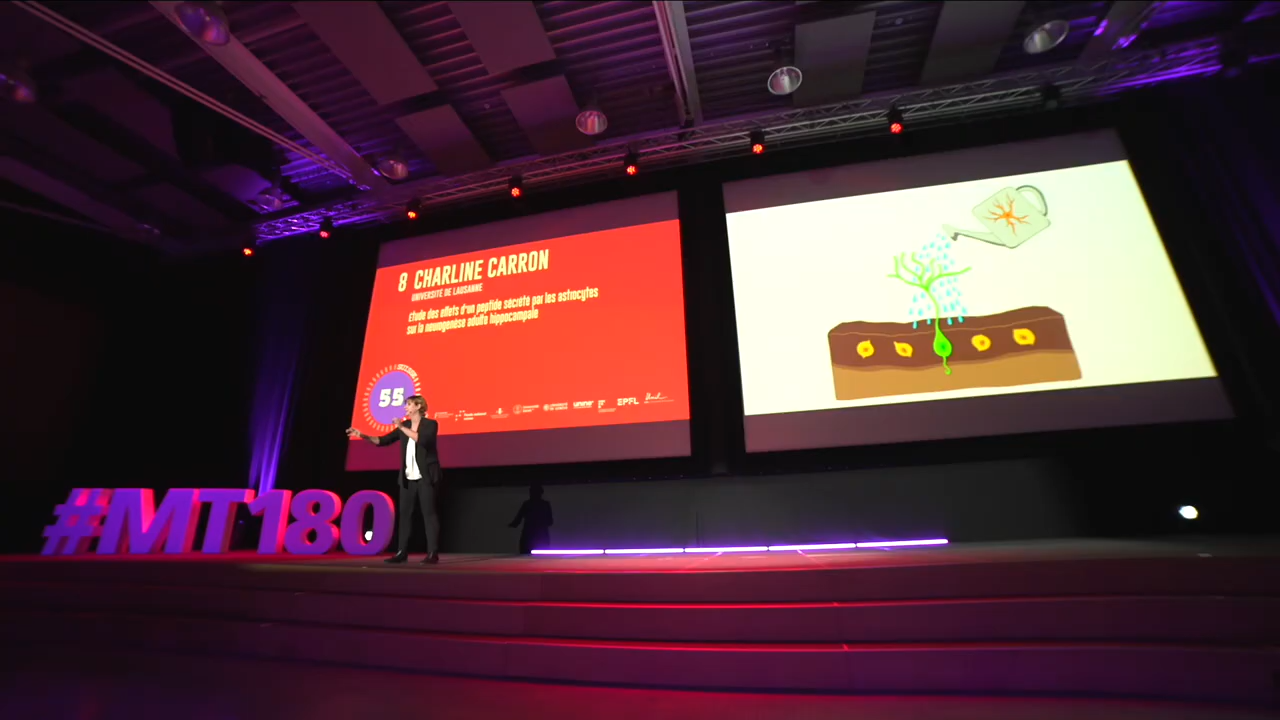 8 CHARLINE CARRON
UNIVERSITÉ DE LAUSANNE
Étude des effets d'un peptide sécrété par les astrocytes
sur la neurogenèse adulte hippocampale
55
unine
EPFL
#MT180